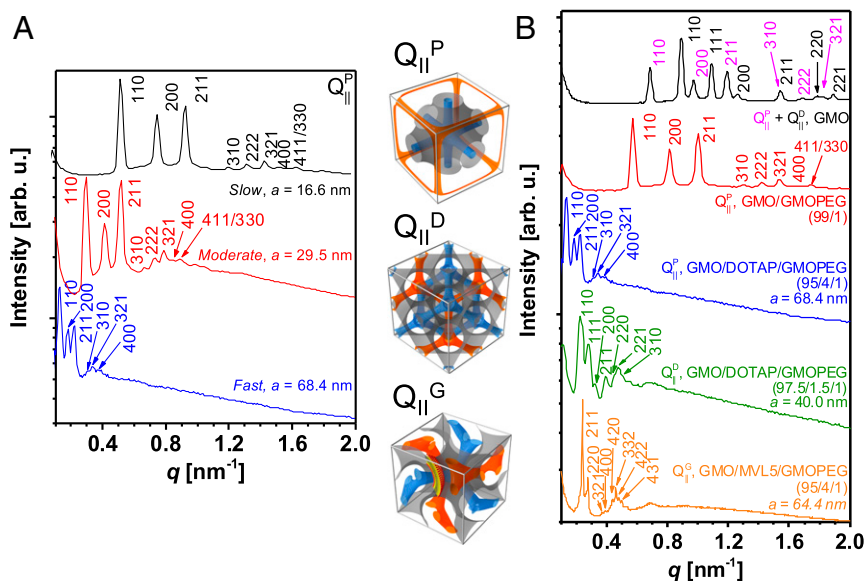 A
Q_II^P
110
200
211
310
222
321
400
411/330
Slow, a = 16.6 nm
110
200
211
310
222
321
400
411/330
Moderate, a = 29.5 nm
110
200
211
310
321
400
Fast, a = 68.4 nm
Intensity [arb. u.]
0.4 0.8 1.2 1.6 2.0
q [nm⁻¹]
Q_II^P
Q_II^D
Q_II^G
B
110
110
200
111
211
200
310
211
222
220
321
221
Q_II^P + Q_II^D, GMO
110
200
211
310
222
321
400
411/330
Q_II^P, GMO/GMOPEG
(99/1)
110
200
211
310
321
400
Q_II^P, GMO/DOTAP/GMOPEG
(95/4/1)
a = 68.4 nm
110
111
200
211
220
221
310
Q_II^D, GMO/DOTAP/GMOPEG
(97.5/1.5/1)
a = 40.0 nm
211
220
321
400
420
332
422
431
Q_II^G, GMO/MVL5/GMOPEG
(95/4/1)
a = 64.4 nm
Intensity [arb. u.]
0.4 0.8 1.2 1.6 2.0
q [nm⁻¹]